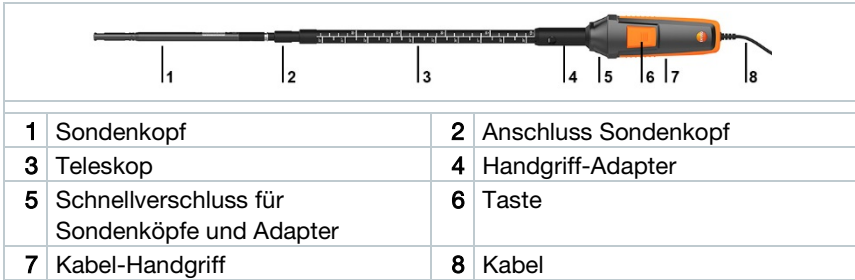 1 2 3 4 5 6 7 8
1 Sondenkopf 2 Anschluss Sondenkopf
3 Teleskop 4 Handgriff-Adapter
5 Schnellverschluss für 6 Taste
Sondenköpfe und Adapter
7 Kabel-Handgriff 8 Kabel